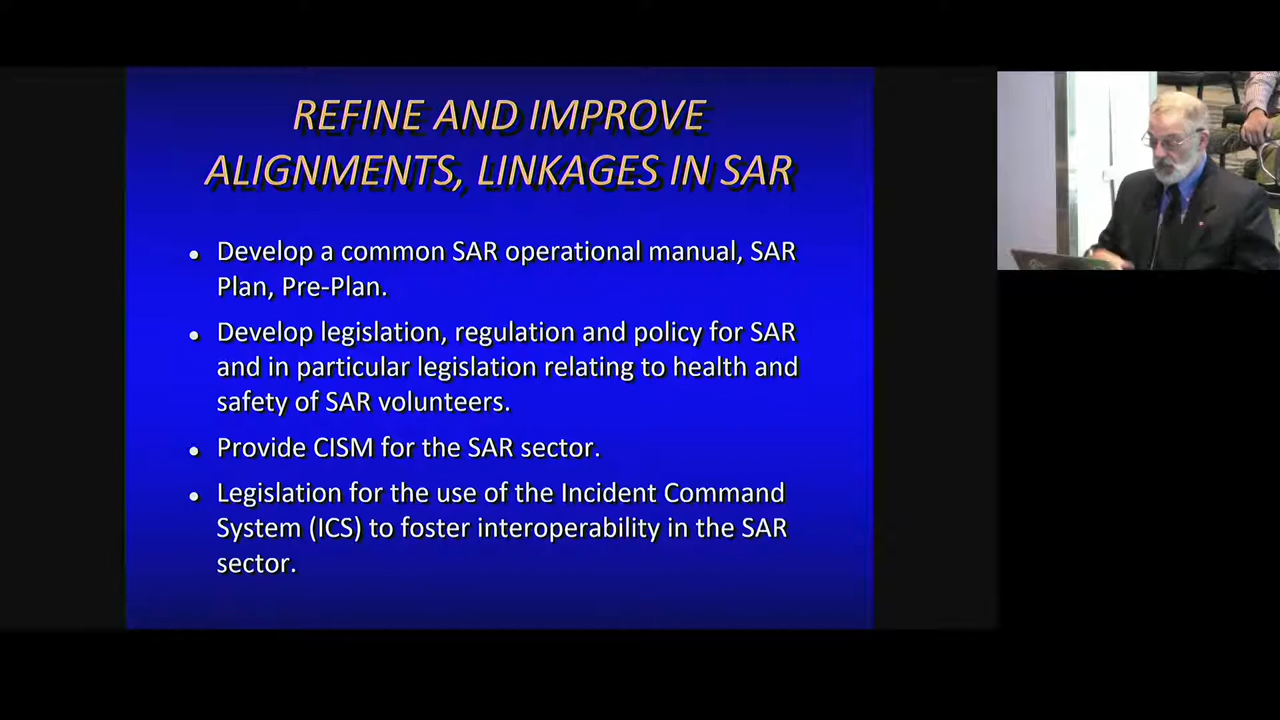 REFINE AND IMPROVE
ALIGNMENTS, LINKAGES IN SAR
• Develop a common SAR operational manual, SAR
Plan, Pre-Plan.
• Develop legislation, regulation and policy for SAR
and in particular legislation relating to health and
safety of SAR volunteers.
• Provide CISM for the SAR sector.
• Legislation for the use of the Incident Command
System (ICS) to foster interoperability in the SAR
sector.